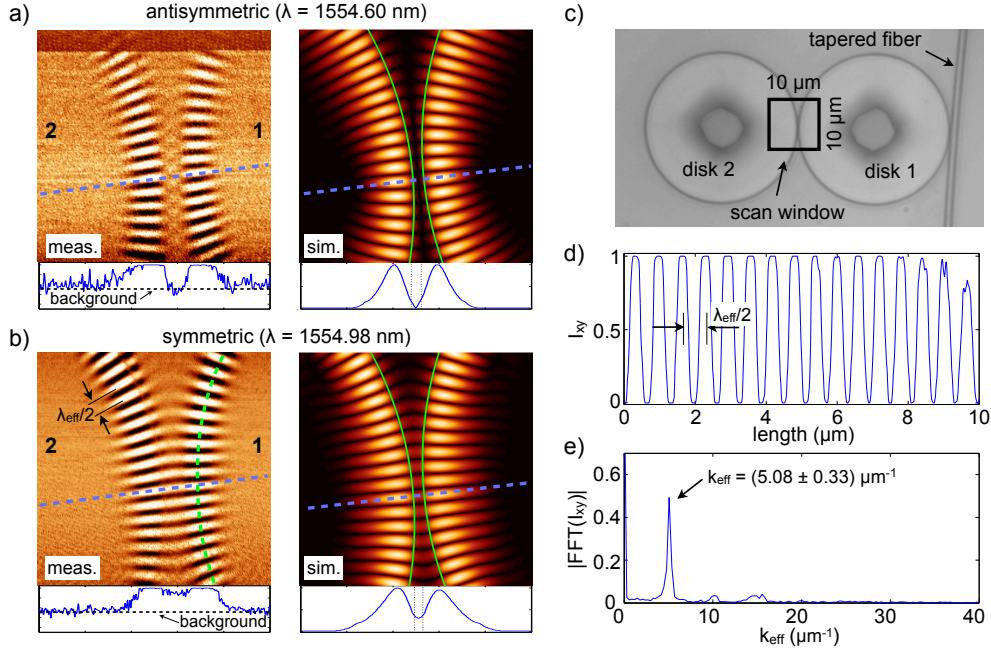 a)
antisymmetric (λ = 1554.60 nm)
2
1
meas.
sim.
background
b)
symmetric (λ = 1554.98 nm)
λeff/2
2
1
meas.
sim.
background
c)
tapered fiber
10 µm
10 µm
disk 2
disk 1
scan window
d)
1
0.5
0
Ixy
λeff/2
0 2 4 6 8 10
length (µm)
e)
0.6
0.4
0.2
0
|FFT(Ixy)|
keff = (5.08 ± 0.33) µm⁻¹
0 10 20 30 40
keff (µm⁻¹)